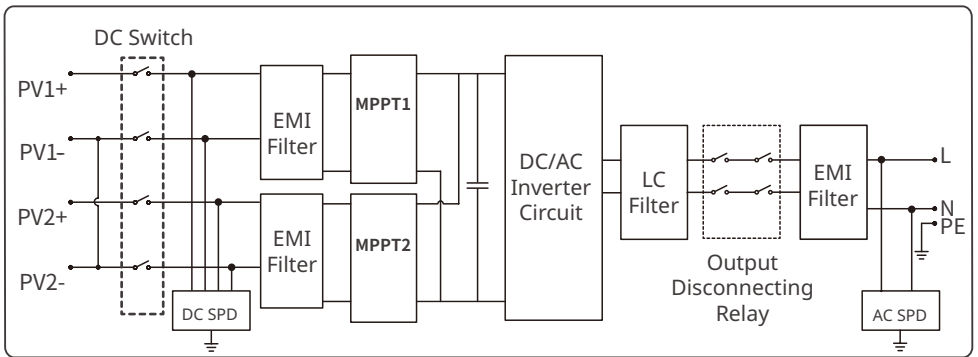 DC Switch
PV1+
PV1-
PV2+
PV2-
DC SPD
EMI
Filter
EMI
Filter
MPPT1
MPPT2
DC/AC
Inverter
Circuit
LC
Filter
Output
Disconnecting
Relay
EMI
Filter
L
N
PE
AC SPD